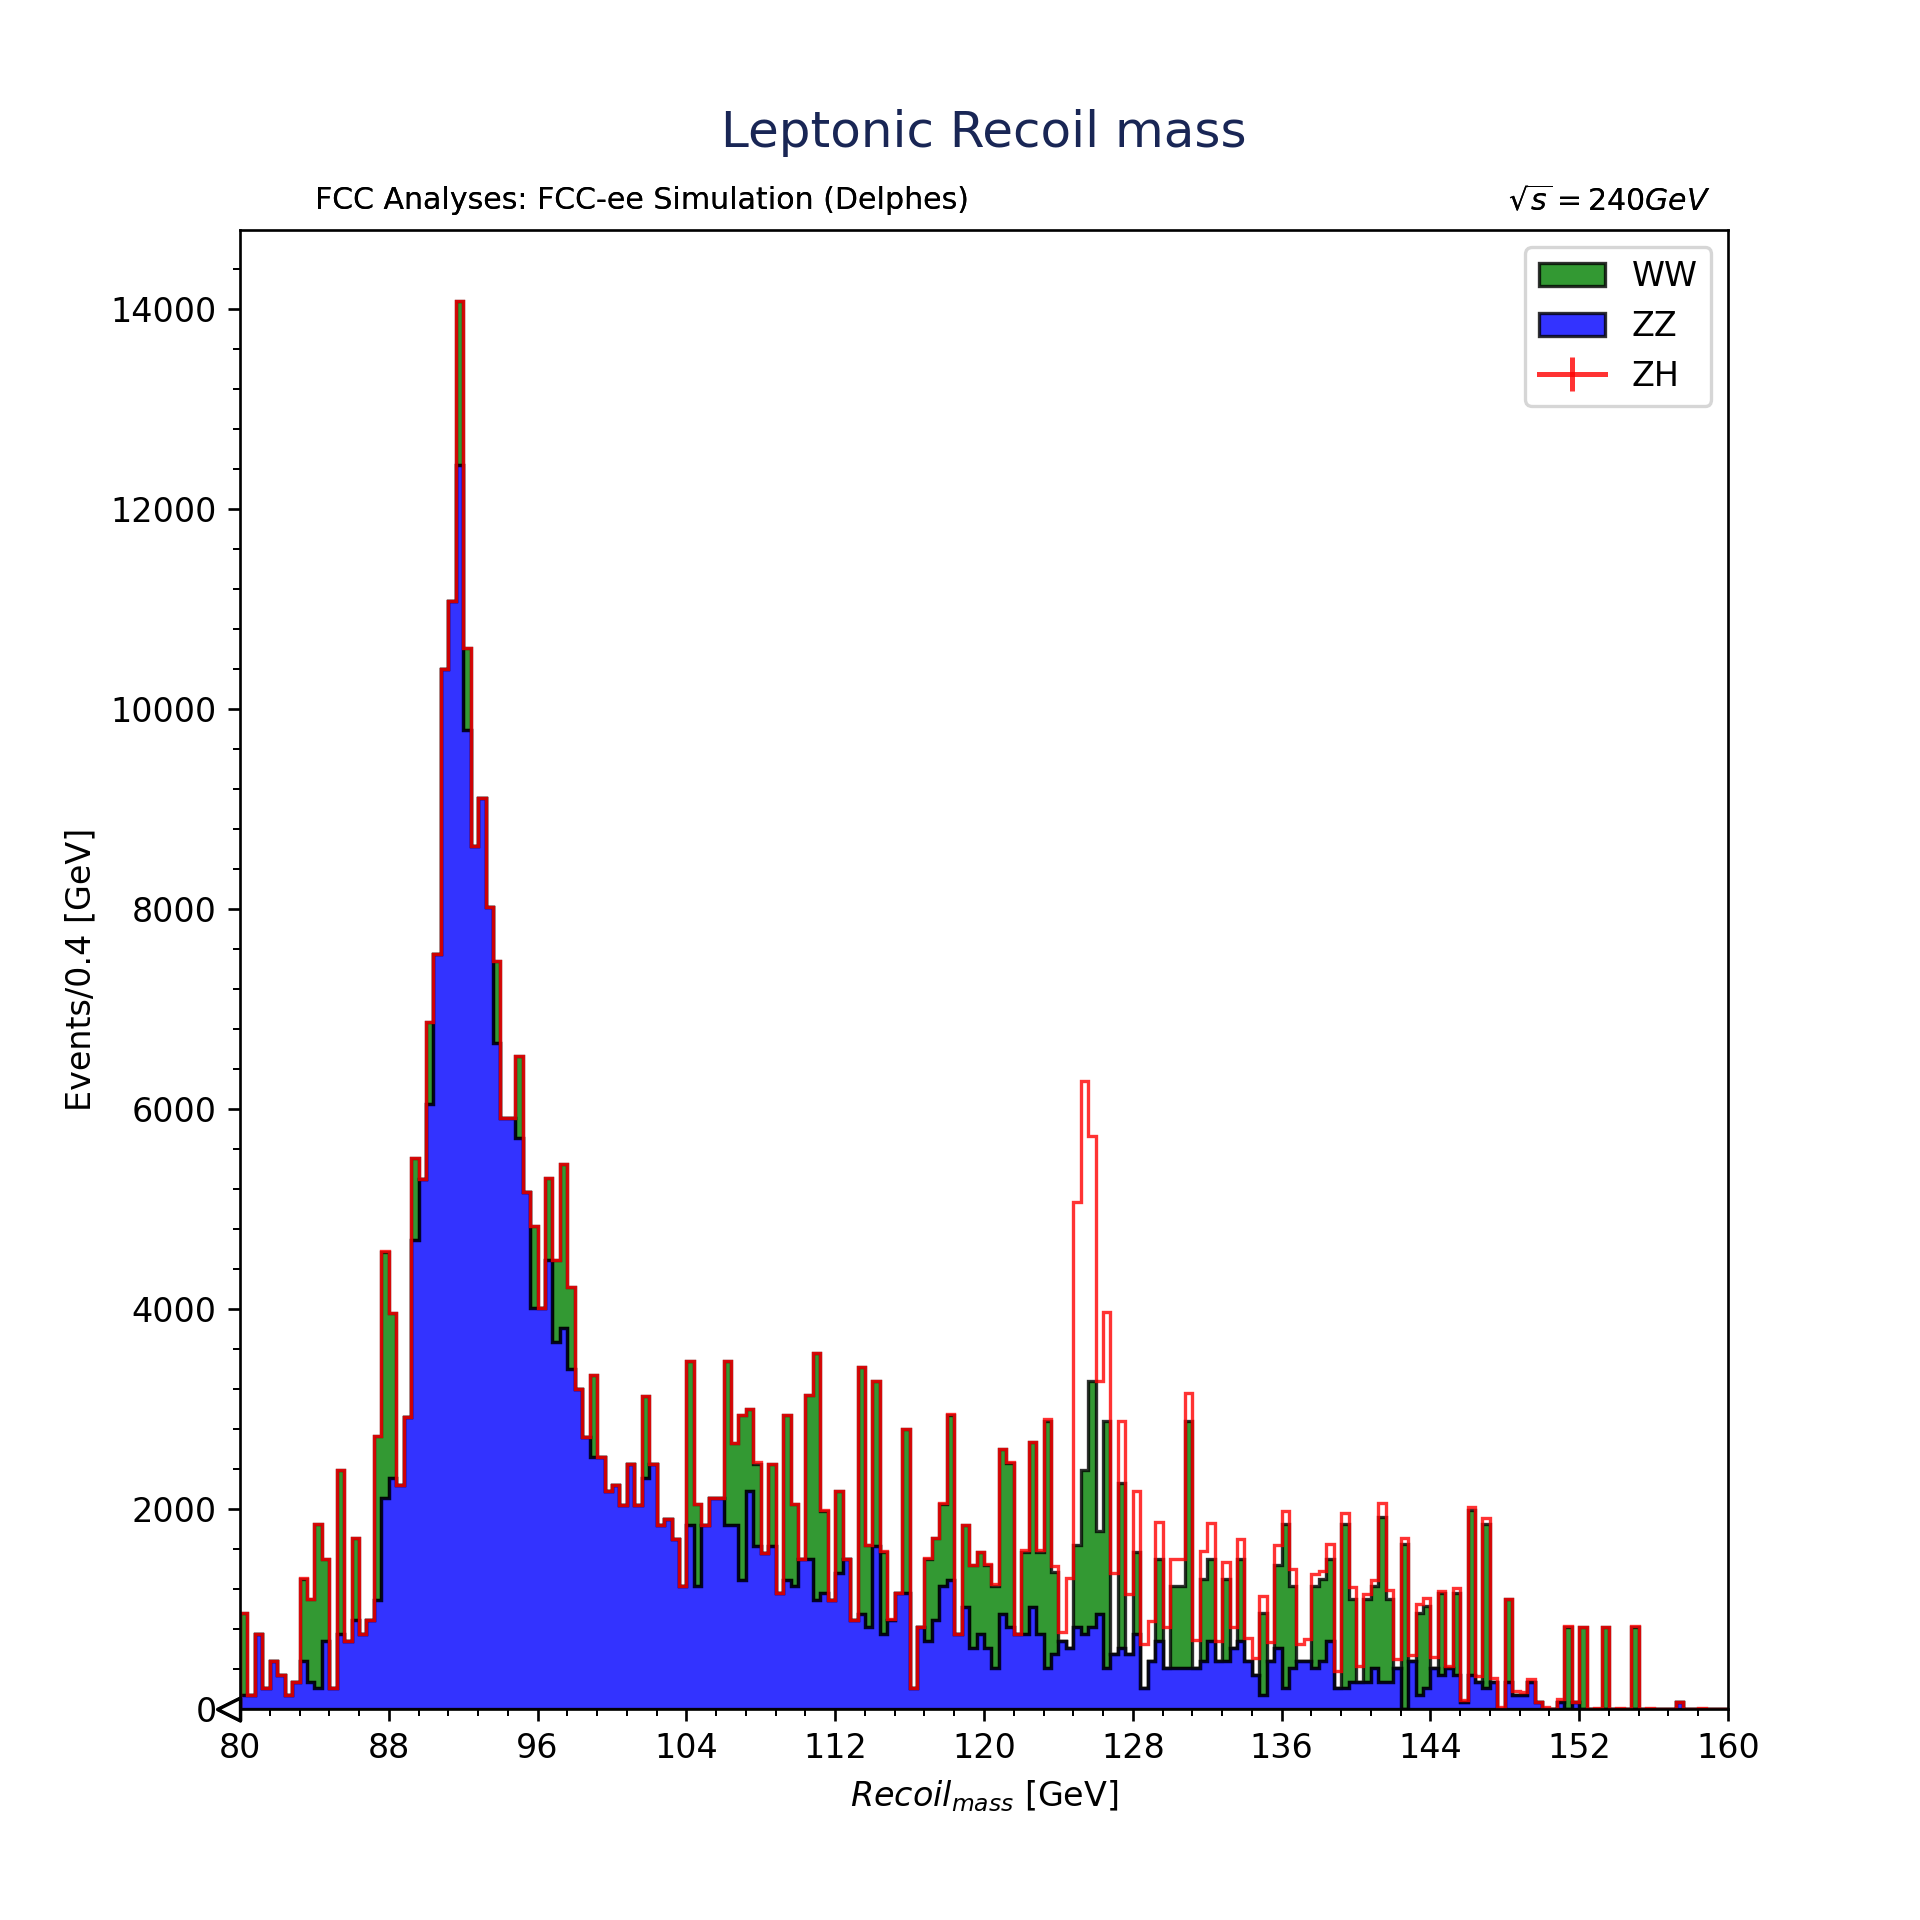 Leptonic Recoil mass
FCC Analyses: FCC-ee Simulation (Delphes)
√s = 240GeV
WW
ZZ
ZH
14000
12000
10000
8000
6000
4000
2000
0
Events/0.4 [GeV]
80 88 96 104 112 120 128 136 144 152 160
Recoil_mass [GeV]